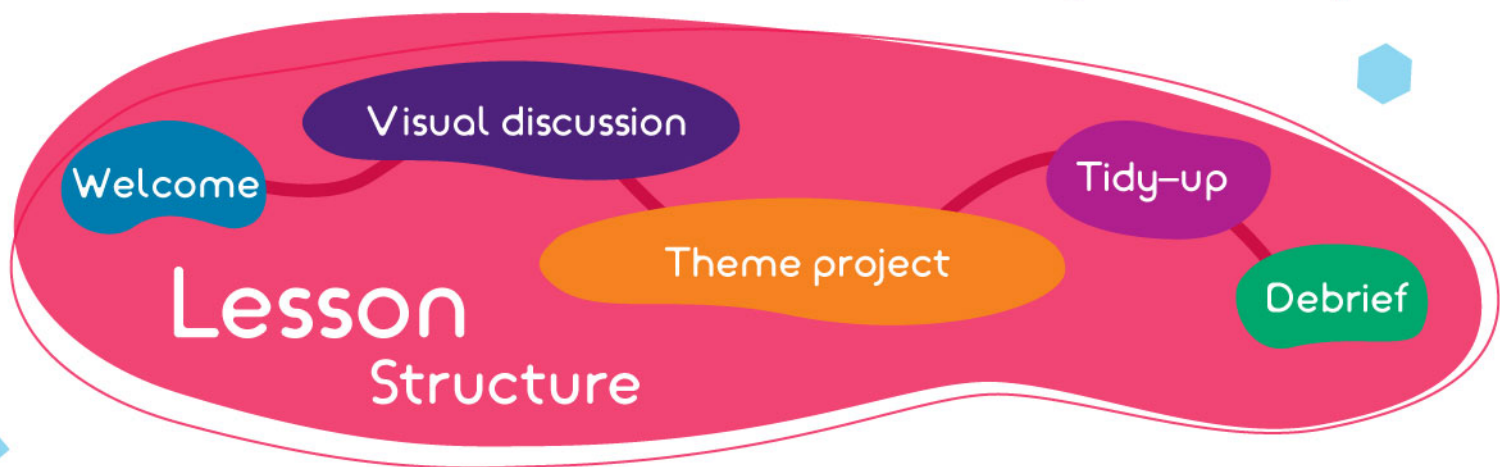 Welcome
Visual discussion
Theme project
Tidy-up
Debrief
Lesson
Structure